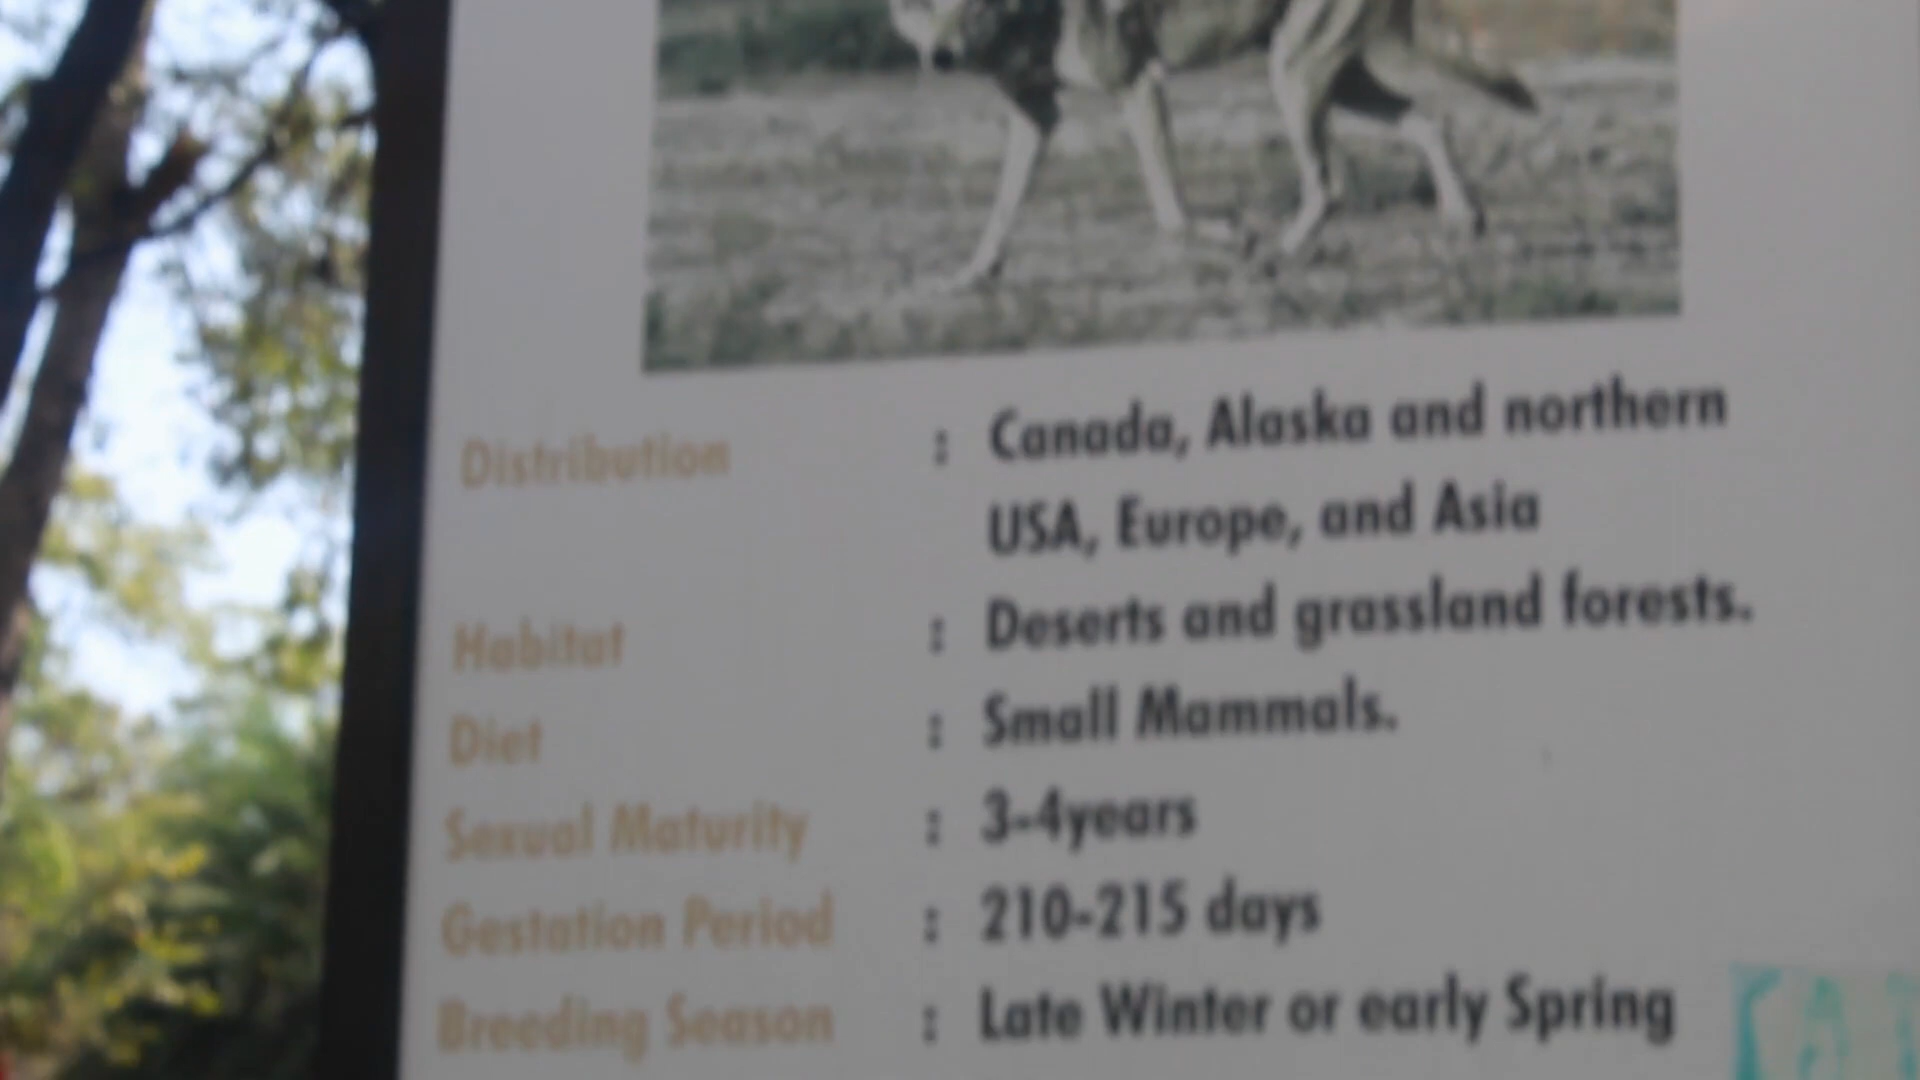 Distribution : Canada, Alaska and northern
USA, Europe, and Asia
Habitat : Deserts and grassland forests.
Diet : Small Mammals.
Sexual Maturity : 3-4years
Gestation Period : 210-215 days
Breeding Season : Late Winter or early Spring